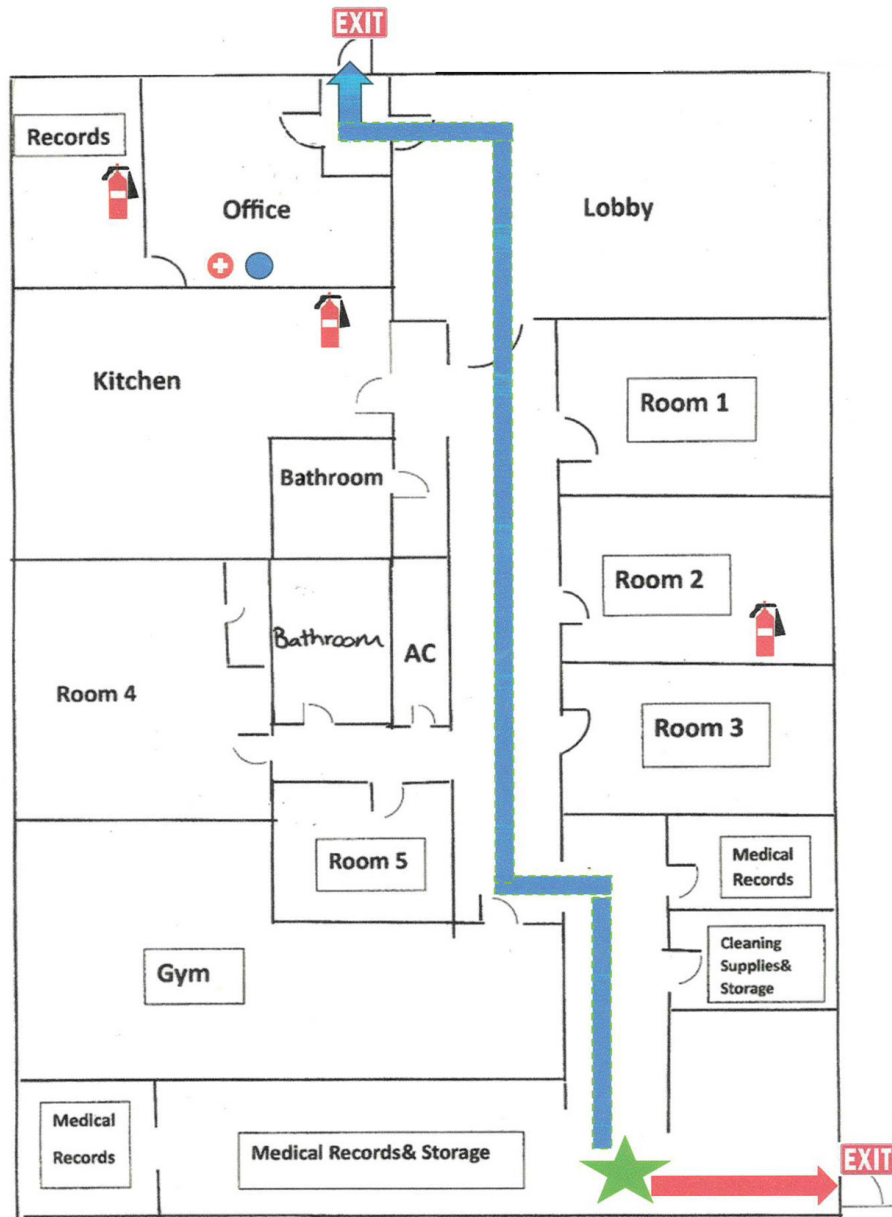 EXIT
Records
Office
Lobby
Kitchen
Room 1
Bathroom
Room 2
Bathroom
AC
Room 4
Room 3
Room 5
Medical
Records
Cleaning
Supplies&
Storage
Gym
Medical
Records
Medical Records& Storage
EXIT